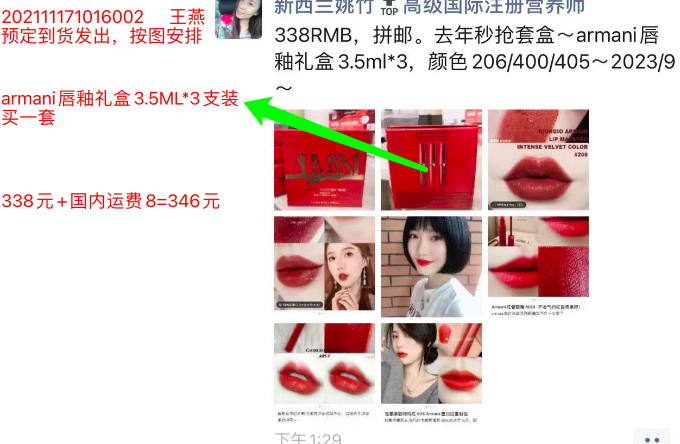 202111171016002 王燕
预定到货发出，按图安排
armani唇釉礼盒3.5ML*3支装
买一套
338元+国内运费8=346元
新西兰姚竹 TOP 高级国际注册营养师
338RMB，拼邮。去年秒抢套盒～armani唇
釉礼盒3.5ml*3，颜色206/400/405～2023/9
～
GIORGIO ARMANI
LIP MAESTRO
INTENSE VELVET COLOR
#206
下午1:29